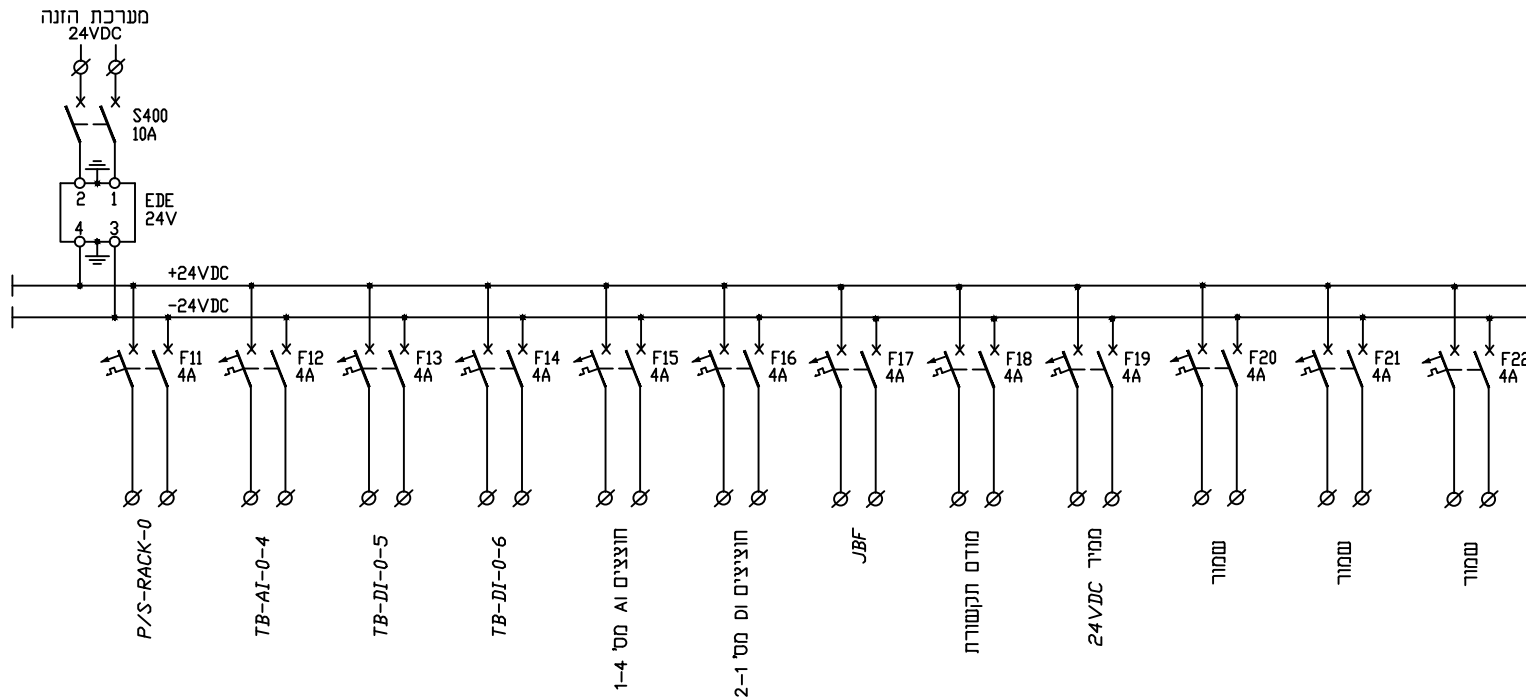 מערכת הזנה
24VDC
S400
10A
2 1
EDE
24V
4 3
+24VDC
-24VDC
F11
4A
F12
4A
F13
4A
F14
4A
F15
4A
F16
4A
F17
4A
F18
4A
F19
4A
F20
4A
F21
4A
F22
4A
P/S-RACK-0
TB-AI-0-4
TB-DI-0-5
TB-DI-0-6
חוצצים AI מס' 1-4
חוציצים DI מס' 2-1
JBF
מודם תקשורת
ממיר 24VDC
שמור
שמור
שמור